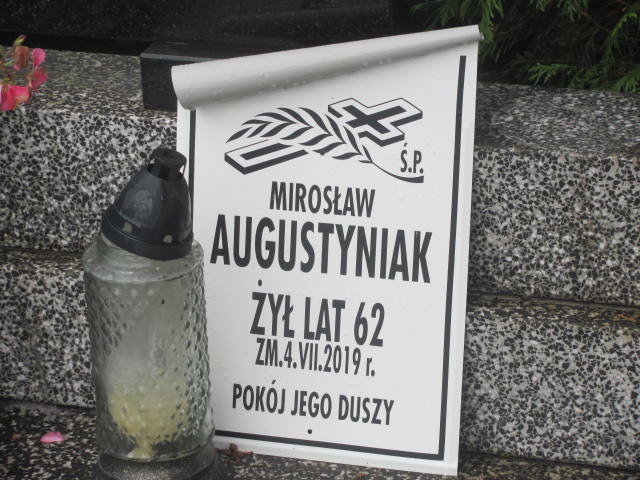 Ś.P.
MIROSŁAW
AUGUSTYNIAK
ŻYŁ LAT 62
ZM.4.VII.2019 r.
POKÓJ JEGO DUSZY